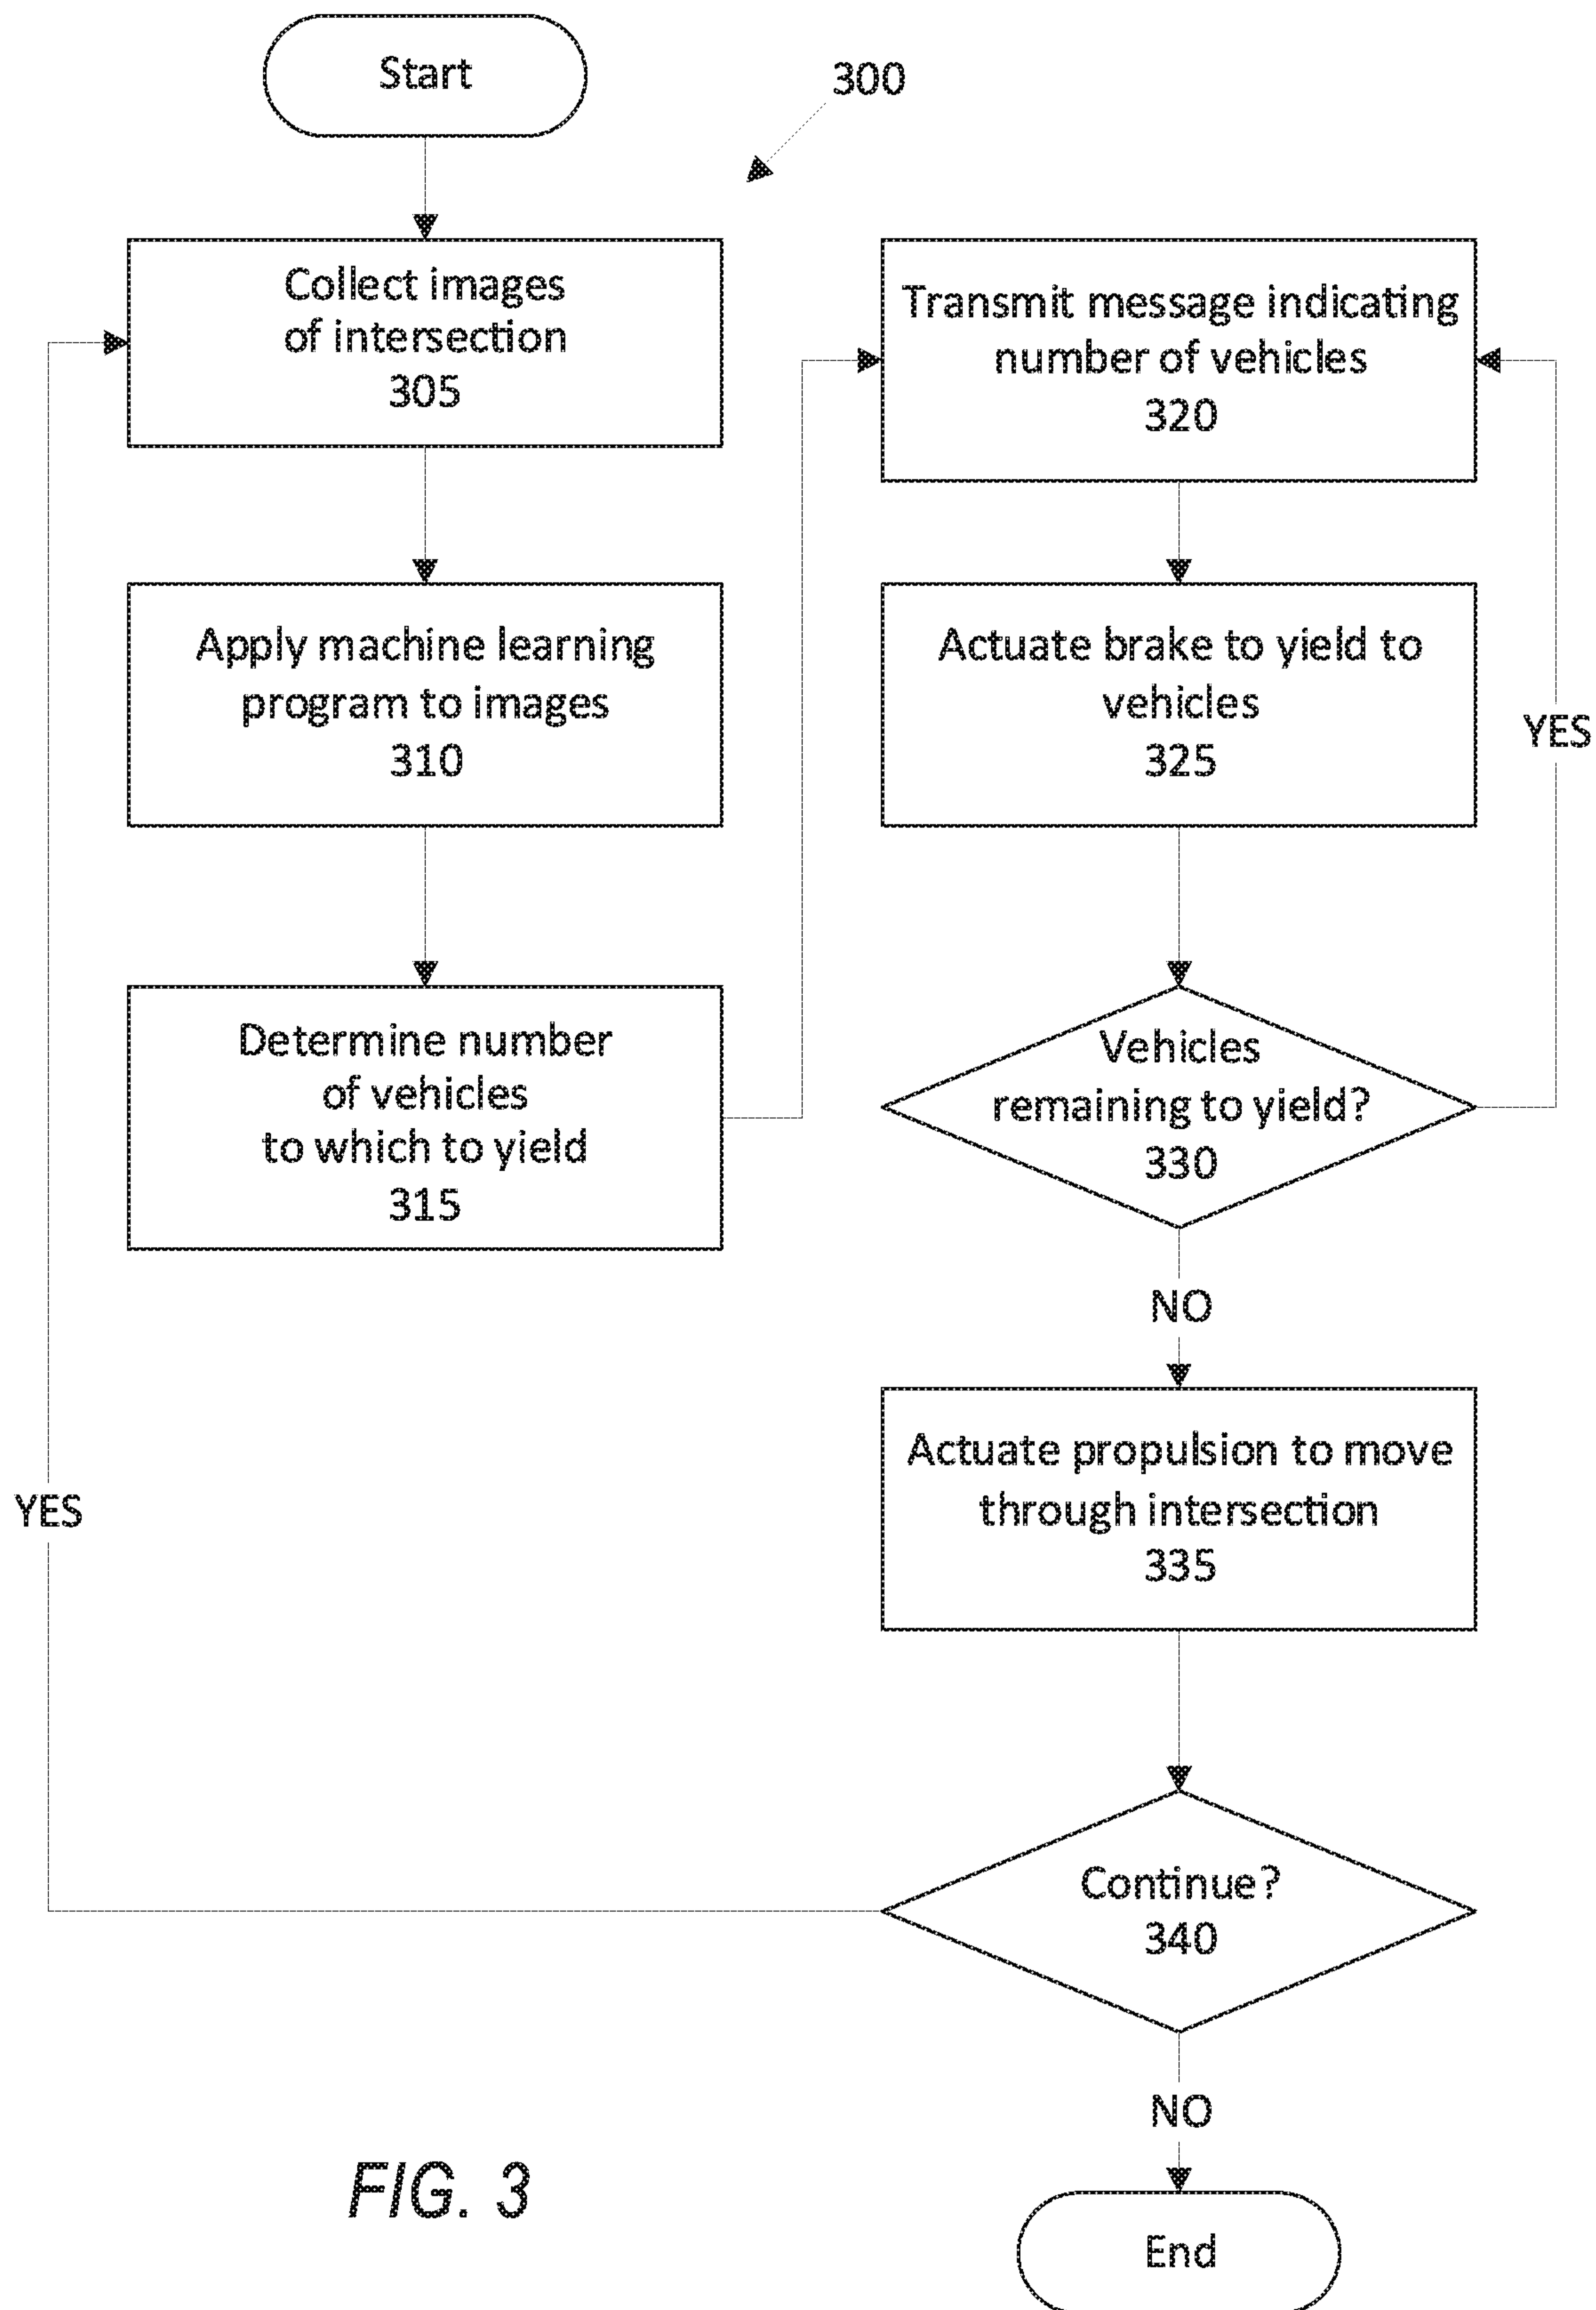 Start
300
Collect images
of intersection
305
Apply machine learning
program to images
310
Determine number
of vehicles
to which to yield
315
Transmit message indicating
number of vehicles
320
Actuate brake to yield to
vehicles
325
YES
Vehicles
remaining to yield?
330
NO
Actuate propulsion to move
through intersection
335
YES
Continue?
340
NO
End
FIG. 3